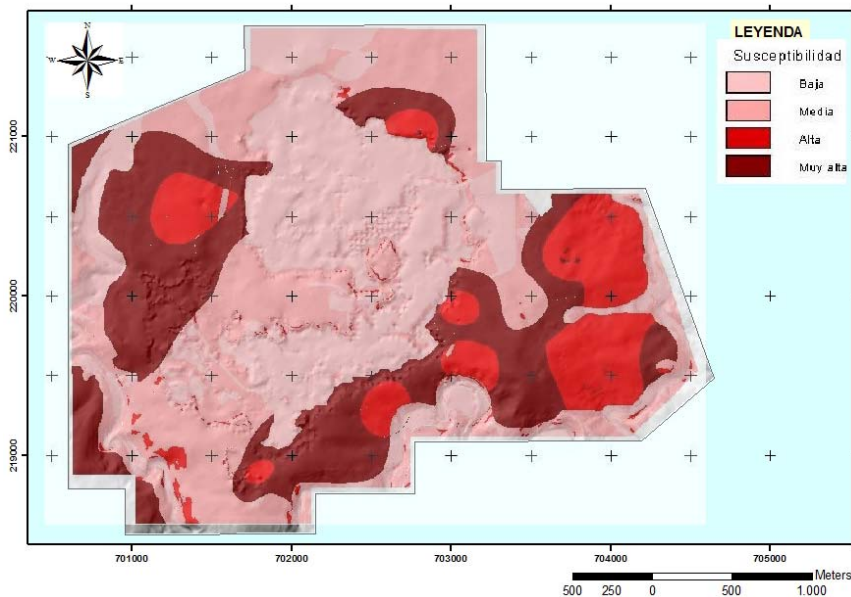 N
W E
S
LEYENDA
Susceptibilidad
Baja
Media
Alta
Muy alta
221000
220000
219000
701000 702000 703000 704000 705000
Meters
500 250 0 500 1.000